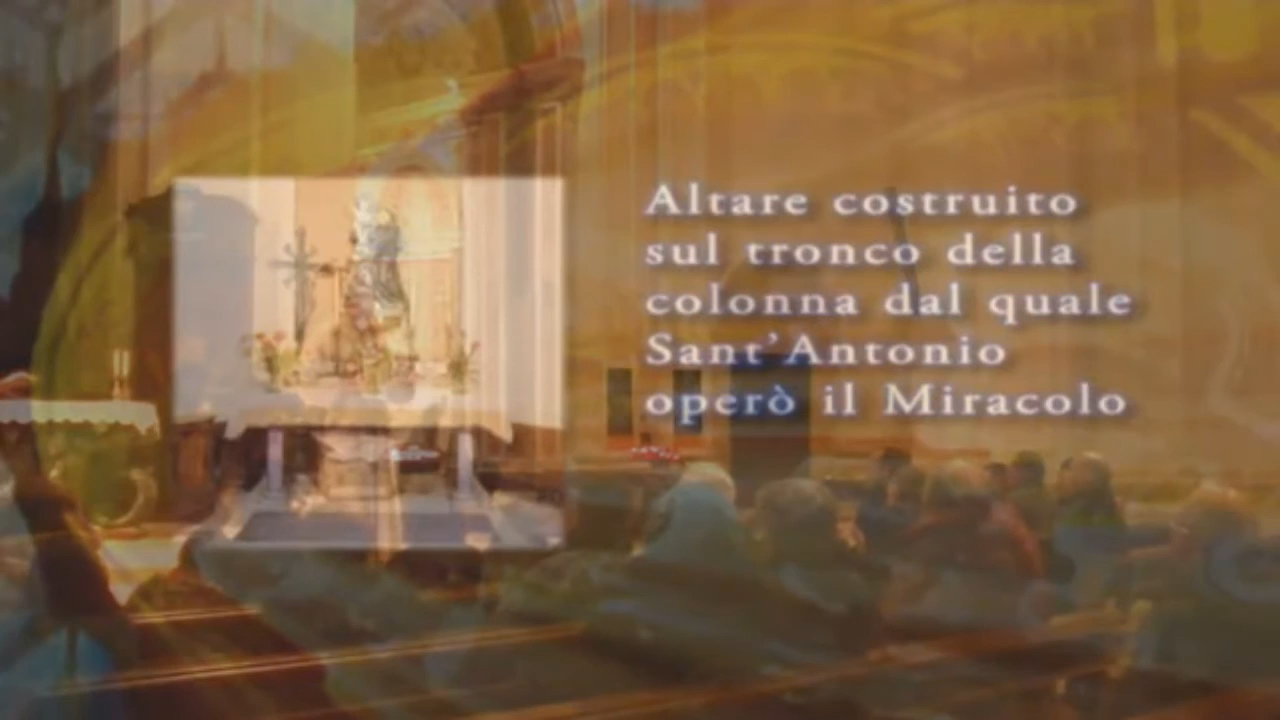 Altare costruito
sul tronco della
colonna dal quale
Sant'Antonio
operò il Miracolo